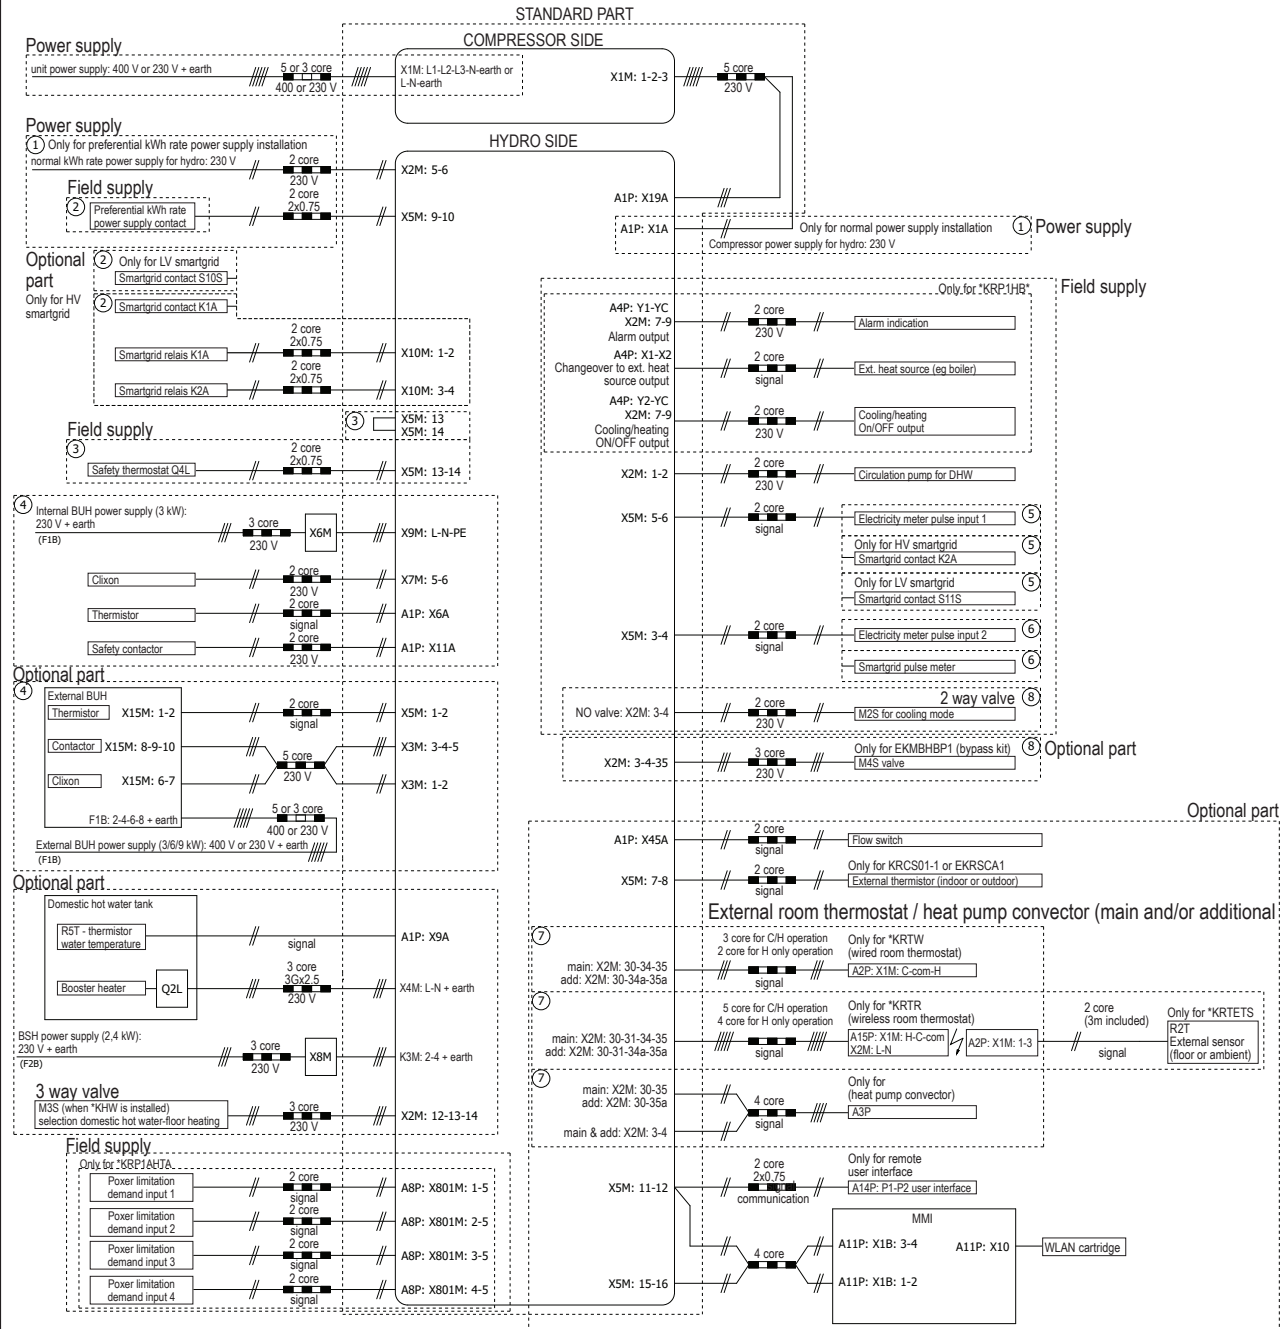 STANDARD PART
Power supply
COMPRESSOR SIDE
unit power supply: 400 V or 230 V + earth
5 or 3 core
400 or 230 V
X1M: L1-L2-L3-N-earth or
L-N-earth
X1M: 1-2-3
5 core
230 V
Power supply
HYDRO SIDE
1 Only for preferential kWh rate power supply installation
normal kWh rate power supply for hydro: 230 V
2 core
230 V
X2M: 5-6
Field supply
2
Preferential kWh rate
power supply contact
2 core
2x0.75
X5M: 9-10
A1P: X19A
A1P: X1A
Only for normal power supply installation
1
Power supply
Compressor power supply for hydro: 230 V
Optional
part
Only for HV
smartgrid
2 Only for LV smartgrid
Smartgrid contact S10S
2
Smartgrid contact K1A
Smartgrid relais K1A
2 core
2x0.75
X10M: 1-2
Smartgrid relais K2A
2 core
2x0.75
X10M: 3-4
3
X5M: 13
X5M: 14
Field supply
3
Safety thermostat Q4L
2 core
2x0.75
X5M: 13-14
Only for *KRP1HB*
Field supply
A4P: Y1-YC
X2M: 7-9
Alarm output
2 core
230 V
Alarm indication
A4P: X1-X2
Changeover to ext. heat
source output
2 core
signal
Ext. heat source (eg boiler)
A4P: Y2-YC
X2M: 7-9
Cooling/heating
ON/OFF output
2 core
230 V
Cooling/heating
On/OFF output
X2M: 1-2
2 core
230 V
Circulation pump for DHW
X5M: 5-6
2 core
signal
Electricity meter pulse input 1
5
Only for HV smartgrid
5
Smartgrid contact K2A
Only for LV smartgrid
5
Smartgrid contact S11S
X5M: 3-4
2 core
signal
Electricity meter pulse input 2
6
Smartgrid pulse meter
6
NO valve: X2M: 3-4
2 core
230 V
2 way valve
8
M2S for cooling mode
X2M: 3-4-35
3 core
230 V
Only for EKMBHBP1 (bypass kit)
M4S valve
8
Optional part
4
Internal BUH power supply (3 kW):
230 V + earth
(F1B)
3 core
230 V
X6M
X9M: L-N-PE
Clixon
2 core
230 V
X7M: 5-6
Thermistor
2 core
signal
A1P: X6A
Safety contactor
2 core
230 V
A1P: X11A
Optional part
4
External BUH
Thermistor
X15M: 1-2
2 core
signal
X5M: 1-2
Contactor
X15M: 8-9-10
5 core
230 V
X3M: 3-4-5
Clixon
X15M: 6-7
X3M: 1-2
F1B: 2-4-6-8 + earth
5 or 3 core
400 or 230 V
External BUH power supply (3/6/9 kW): 400 V or 230 V + earth
(F1B)
Optional part
Domestic hot water tank
R5T - thermistor
water temperature
signal
A1P: X9A
Booster heater
Q2L
3 core
3Gx2.5
230 V
X4M: L-N + earth
BSH power supply (2,4 kW):
230 V + earth
(F2B)
3 core
230 V
X8M
K3M: 2-4 + earth
3 way valve
M3S (when *KHW is installed)
selection domestic hot water-floor heating
3 core
230 V
X2M: 12-13-14
Field supply
Only for *KRP1AHTA
Poxer limitation
demand input 1
2 core
signal
A8P: X801M: 1-5
Poxer limitation
demand input 2
2 core
signal
A8P: X801M: 2-5
Poxer limitation
demand input 3
2 core
signal
A8P: X801M: 3-5
Poxer limitation
demand input 4
2 core
signal
A8P: X801M: 4-5
Optional part
A1P: X45A
2 core
signal
Flow switch
X5M: 7-8
2 core
signal
Only for KRCS01-1 or EKRSCA1
External thermistor (indoor or outdoor)
External room thermostat / heat pump convector (main and/or additional
7
main: X2M: 30-34-35
add: X2M: 30-34a-35a
3 core for C/H operation
2 core for H only operation
signal
Only for *KRTW
(wired room thermostat)
A2P: X1M: C-com-H
7
main: X2M: 30-31-34-35
add: X2M: 30-31-34a-35a
5 core for C/H operation
4 core for H only operation
signal
Only for *KRTR
(wireless room thermostat)
A15P: X1M: H-C-com
X2M: L-N
A2P: X1M: 1-3
2 core
(3m included)
signal
Only for *KRTETS
R2T
External sensor
(floor or ambient)
7
main: X2M: 30-35
add: X2M: 30-35a
main & add: X2M: 3-4
4 core
signal
Only for
(heat pump convector)
A3P
X5M: 11-12
2 core
2x0,75
communication
Only for remote
user interface
A14P: P1-P2 user interface
MMI
A11P: X1B: 3-4
A11P: X10
WLAN cartridge
X5M: 15-16
4 core
A11P: X1B: 1-2